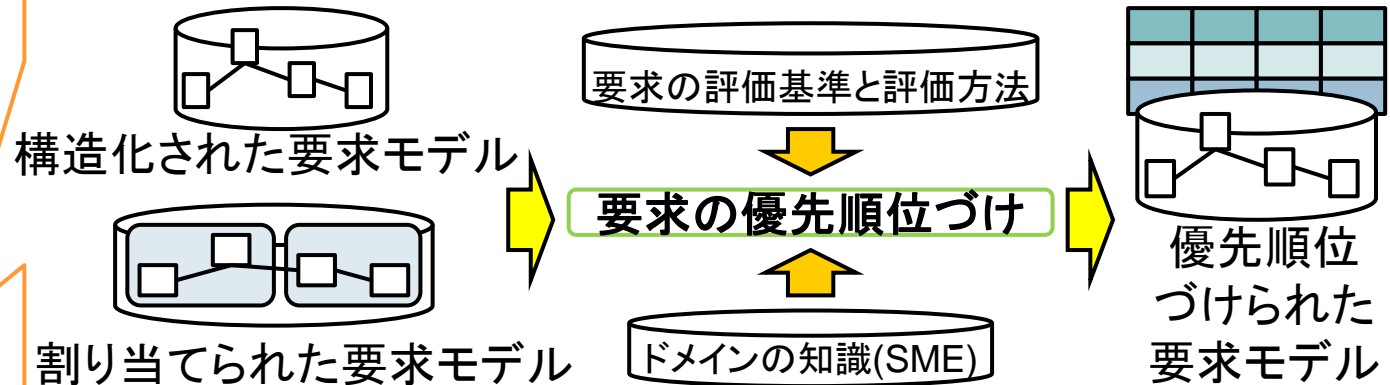 構造化された要求モデル
割り当てられた要求モデル
要求の評価基準と評価方法
要求の優先順位づけ
ドメインの知識(SME)
優先順位
づけられた
要求モデル